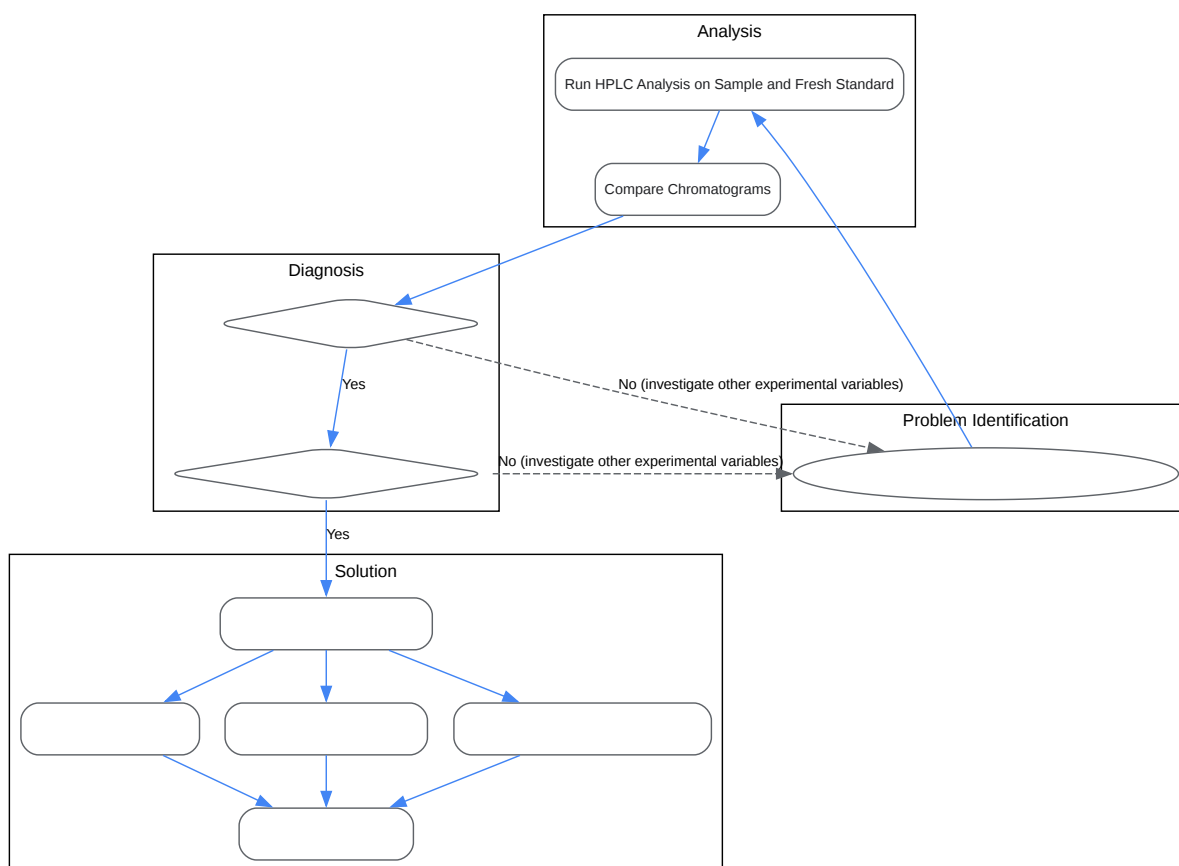 Analysis
Run HPLC Analysis on Sample and Fresh Standard
Compare Chromatograms
Diagnosis
Yes
No (investigate other experimental variables)
Problem Identification
No (investigate other experimental variables)
Yes
Solution